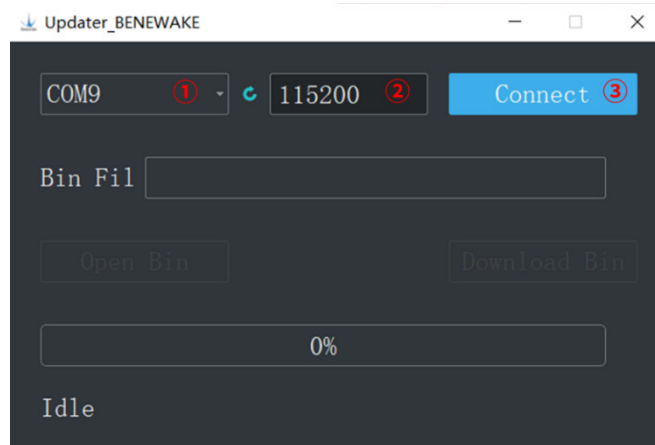 Updater_BENEWAKE
COM9 ① 115200 ② Connect ③
Bin Fil
Open Bin Download Bin
0%
Idle